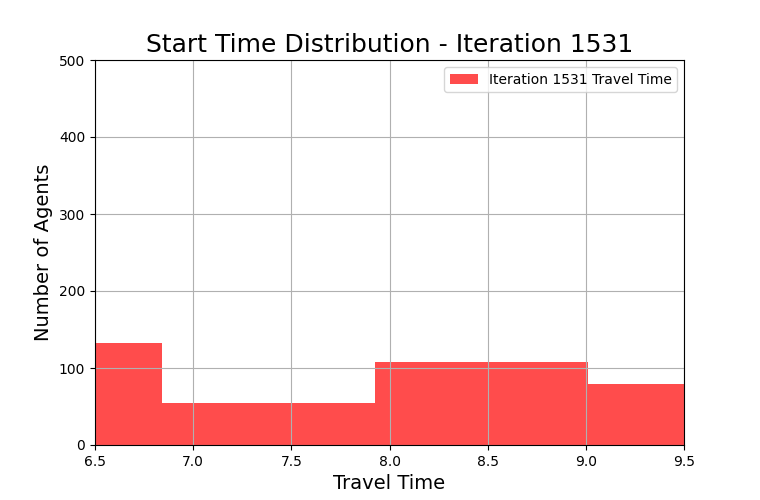 Start Time Distribution - Iteration 1531
Iteration 1531 Travel Time
Number of Agents
500
400
300
200
100
0
6.5 7.0 7.5 8.0 8.5 9.0 9.5
Travel Time